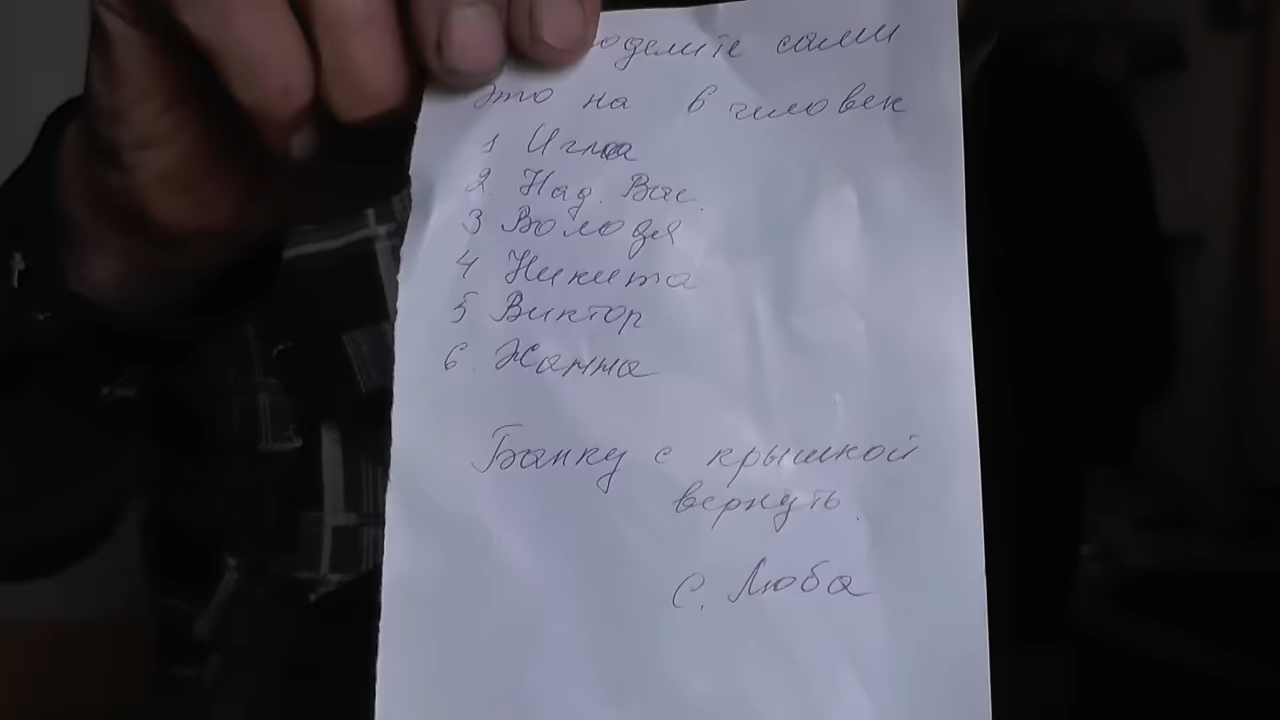 поделите сами
это на 6 человек
2. Над. Вас.
3 Володя
4 Никита
5 Виктор
6. Жанна
Банку с крышкой
вернуть.
С. Люба